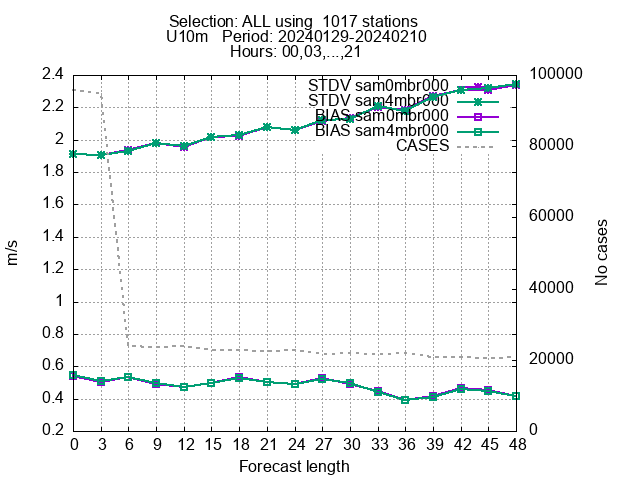 Selection: ALL using  1017 stations
U10m   Period: 20240129-20240210
Hours: 00,03,...,21
STDV sam0mbr000
STDV sam4mbr000
BIAS sam0mbr000
BIAS sam4mbr000
CASES
2.4
2.2
2
1.8
1.6
1.4
1.2
1
0.8
0.6
0.4
0.2
m/s
100000
80000
60000
40000
20000
0
No cases
0 3 6 9 12 15 18 21 24 27 30 33 36 39 42 45 48
Forecast length